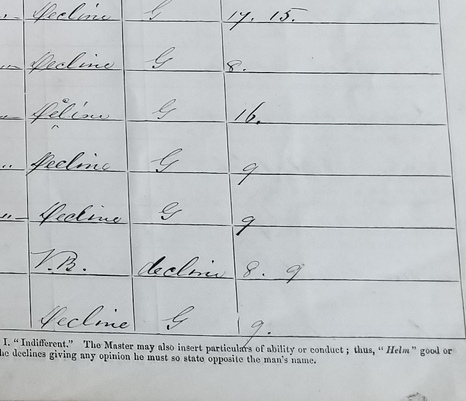 decline G 17. 15.
" decline G 8.
" decline G 16.
" decline G 9
" decline G 9
V.B. decline 8. 9
decline G 9.
I. "Indifferent." The Master may also insert particulars of ability or conduct; thus, "Helm" good or
he declines giving any opinion he must so state opposite the man's name.